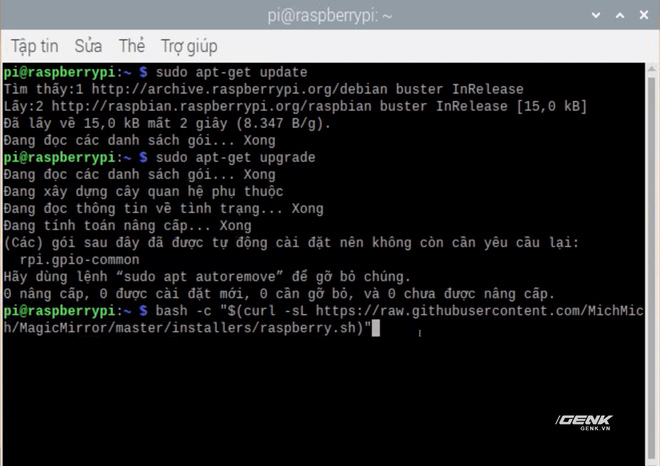 pi@raspberrypi: ~
Tập tin Sửa Thẻ Trợ giúp
pi@raspberrypi:~ $ sudo apt-get update
Tìm thấy:1 http://archive.raspberrypi.org/debian buster InRelease
Lấy:2 http://raspbian.raspberrypi.org/raspbian buster InRelease [15,0 kB]
Đã lấy về 15,0 kB mất 2 giây (8.347 B/g).
Đang đọc các danh sách gói... Xong
pi@raspberrypi:~ $ sudo apt-get upgrade
Đang đọc các danh sách gói... Xong
Đang xây dựng cây quan hệ phụ thuộc
Đang đọc thông tin về tình trạng... Xong
Đang tính toán nâng cấp... Xong
(Các) gói sau đây đã được tự động cài đặt nên không còn cần yêu cầu lại:
rpi.gpio-common
Hãy dùng lệnh “sudo apt autoremove” để gỡ bỏ chúng.
0 nâng cấp, 0 được cài đặt mới, 0 cần gỡ bỏ, và 0 chưa được nâng cấp.
pi@raspberrypi:~ $ bash -c "$(curl -sL https://raw.githubusercontent.com/MichMic
h/MagicMirror/master/installers/raspberry.sh)"
GENK
GENK.VN